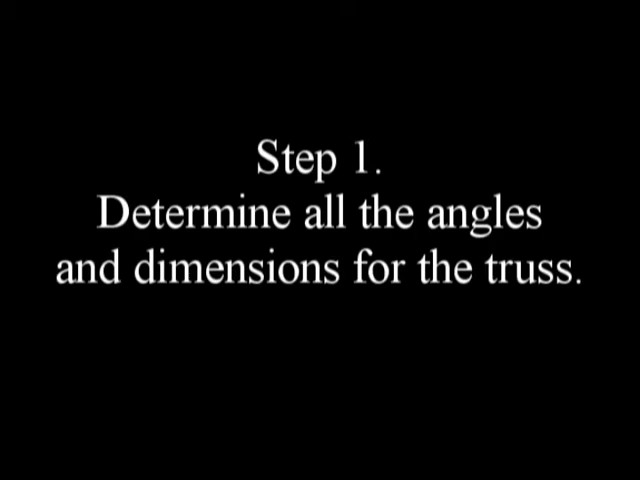 Step 1.
Determine all the angles
and dimensions for the truss.